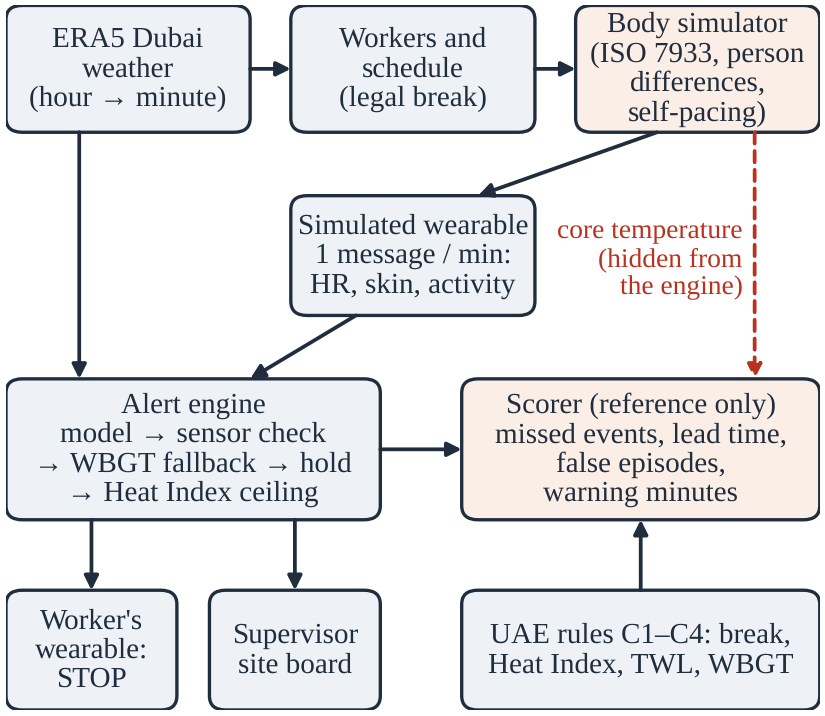 ERA5 Dubai
weather
(hour → minute)
Workers and
schedule
(legal break)
Body simulator
(ISO 7933, person
differences,
self-pacing)
Simulated wearable
1 message / min:
HR, skin, activity
core temperature
(hidden from
the engine)
Alert engine
model → sensor check
→ WBGT fallback → hold
→ Heat Index ceiling
Scorer (reference only)
missed events, lead time,
false episodes,
warning minutes
Worker's
wearable:
STOP
Supervisor
site board
UAE rules C1–C4: break,
Heat Index, TWL, WBGT